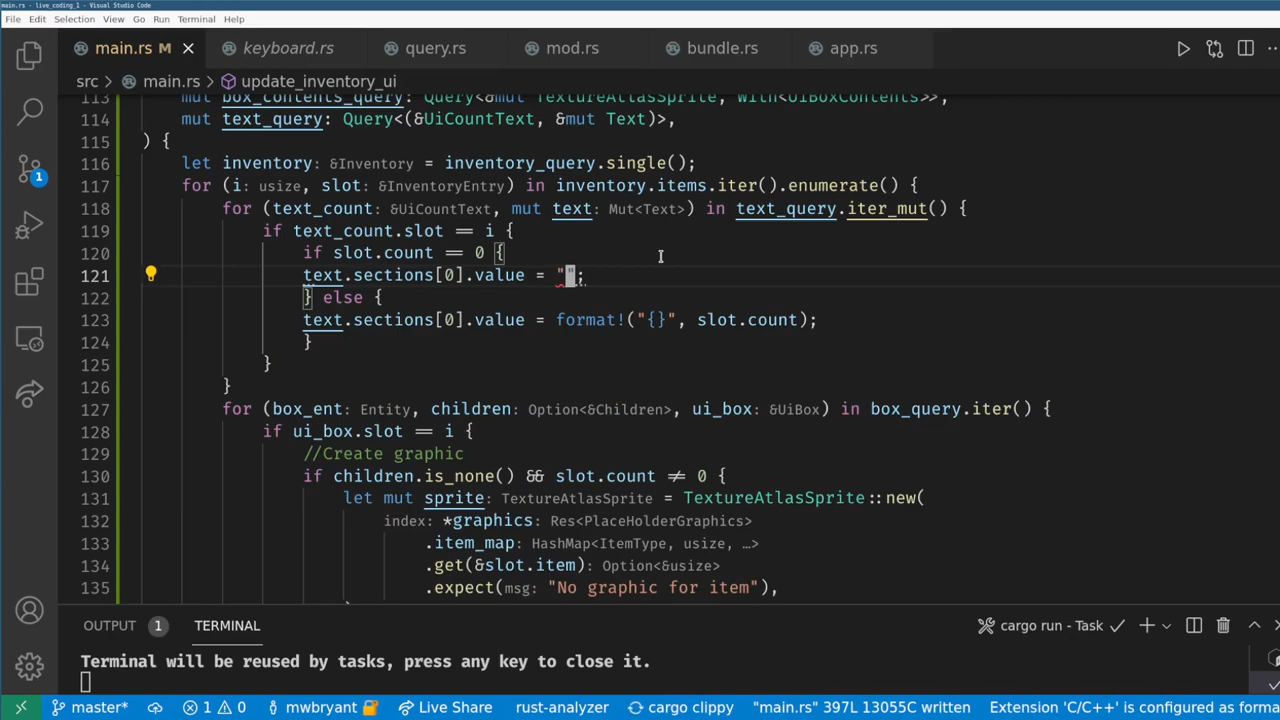 main.rs - live_coding_1 - Visual Studio Code
File Edit Selection View Go Run Terminal Help
main.rs M keyboard.rs query.rs mod.rs bundle.rs app.rs
src > main.rs > update_inventory_ui
113 mut box_contents_query: Query<&mut TextureAtlasSprite, With<UiBoxContents>>,
114 mut text_query: Query<(&UiCountText, &mut Text)>,
115 ) {
116 let inventory: &Inventory = inventory_query.single();
117 for (i: usize, slot: &InventoryEntry) in inventory.items.iter().enumerate() {
118 for (text_count: &UiCountText, mut text: Mut<Text>) in text_query.iter_mut() {
119 if text_count.slot == i {
120 if slot.count == 0 {
121 text.sections[0].value = "";
122 } else {
123 text.sections[0].value = format!("{}", slot.count);
124 }
125 }
126 }
127 for (box_ent: Entity, children: Option<&Children>, ui_box: &UiBox) in box_query.iter() {
128 if ui_box.slot == i {
129 //Create graphic
130 if children.is_none() && slot.count ≠ 0 {
131 let mut sprite: TextureAtlasSprite = TextureAtlasSprite::new(
132 index: *graphics: Res<PlaceHolderGraphics>
133 .item_map: HashMap<ItemType, usize, …>
134 .get(&slot.item): Option<&usize>
135 .expect(msg: "No graphic for item"),
OUTPUT 1 TERMINAL cargo run - Task
Terminal will be reused by tasks, press any key to close it.
master* 1 0 mwbryant Live Share rust-analyzer cargo clippy "main.rs" 397L 13055C written Extension 'C/C++' is configured as forma